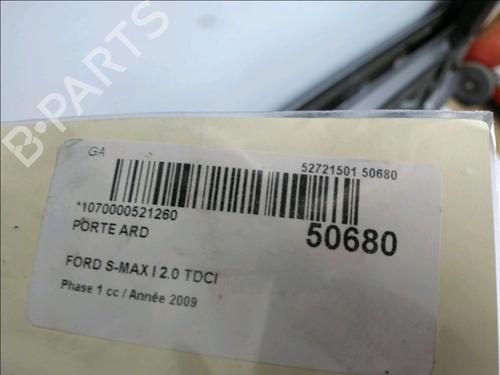 B-PARTS
GA
52721501 50680
*1070000521260
50680
PORTE ARD
FORD S-MAX I 2.0 TDCI
Phase 1 cc / Année 2009